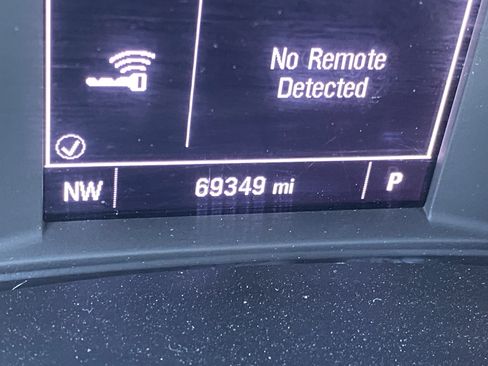 No Remote
Detected
NW
69349 mi
P